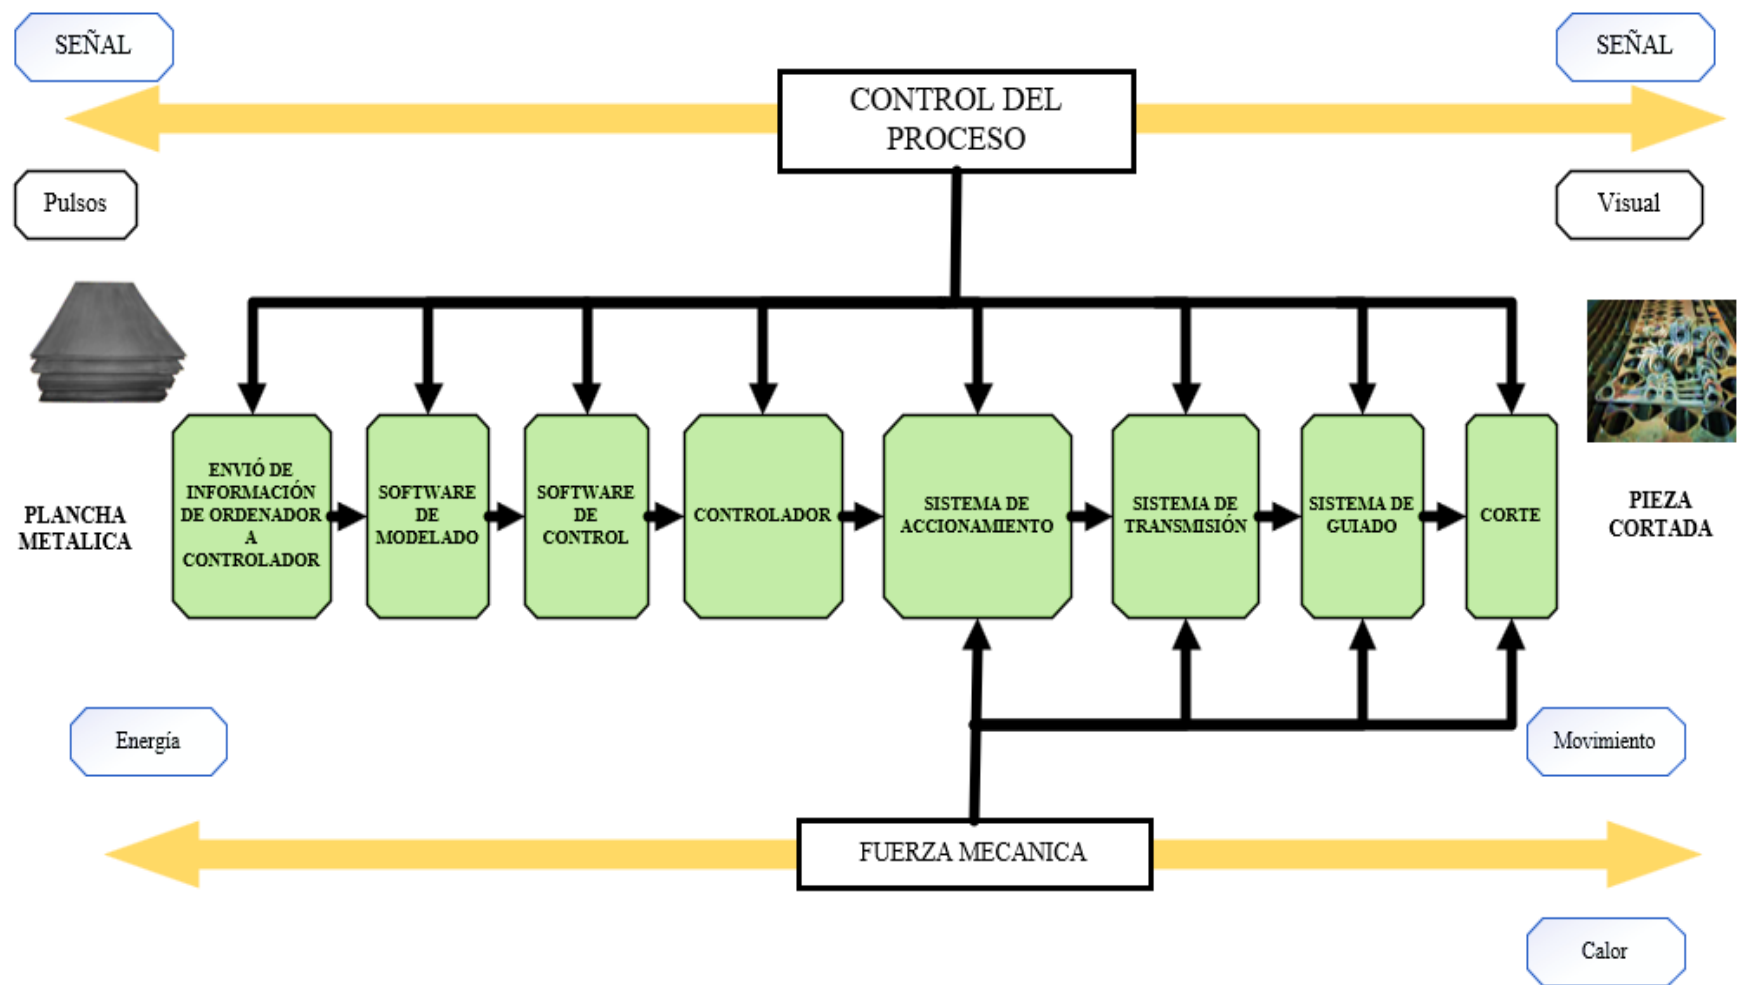 SEÑAL
SEÑAL
CONTROL DEL
PROCESO
Pulsos
Visual
PLANCHA
METALICA
ENVIÓ DE
INFORMACIÓN
DE ORDENADOR
A
CONTROLADOR
SOFTWARE
DE
MODELADO
SOFTWARE
DE
CONTROL
CONTROLADOR
SISTEMA DE
ACCIONAMIENTO
SISTEMA DE
TRANSMISIÓN
SISTEMA DE
GUIADO
CORTE
PIEZA
CORTADA
Energía
Movimiento
FUERZA MECANICA
Calor